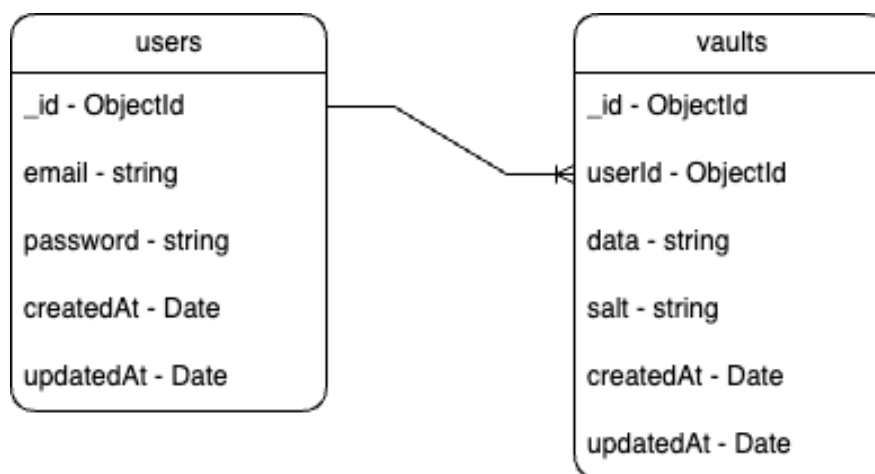 users
_id - ObjectId
email - string
password - string
createdAt - Date
updatedAt - Date
vaults
_id - ObjectId
userId - ObjectId
data - string
salt - string
createdAt - Date
updatedAt - Date